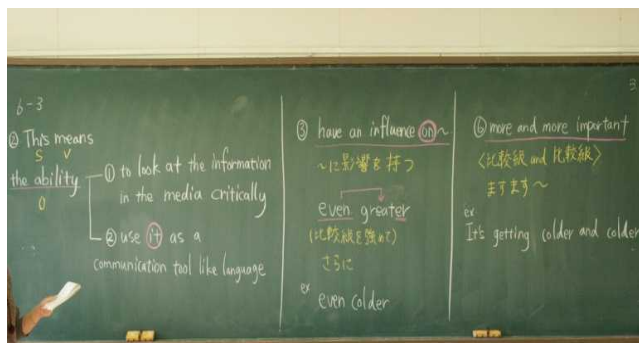 6-3
② This means
S V
the ability
O
① to look at the information
in the media critically
② use it as a
communication tool like language
③ have an influence on ~
~に影響を持つ
even greater
(比較級を強めて)
さらに
ex
even colder
⑥ more and more important
〈比較級 and 比較級〉
ますます~
ex
It's getting colder and colder
3